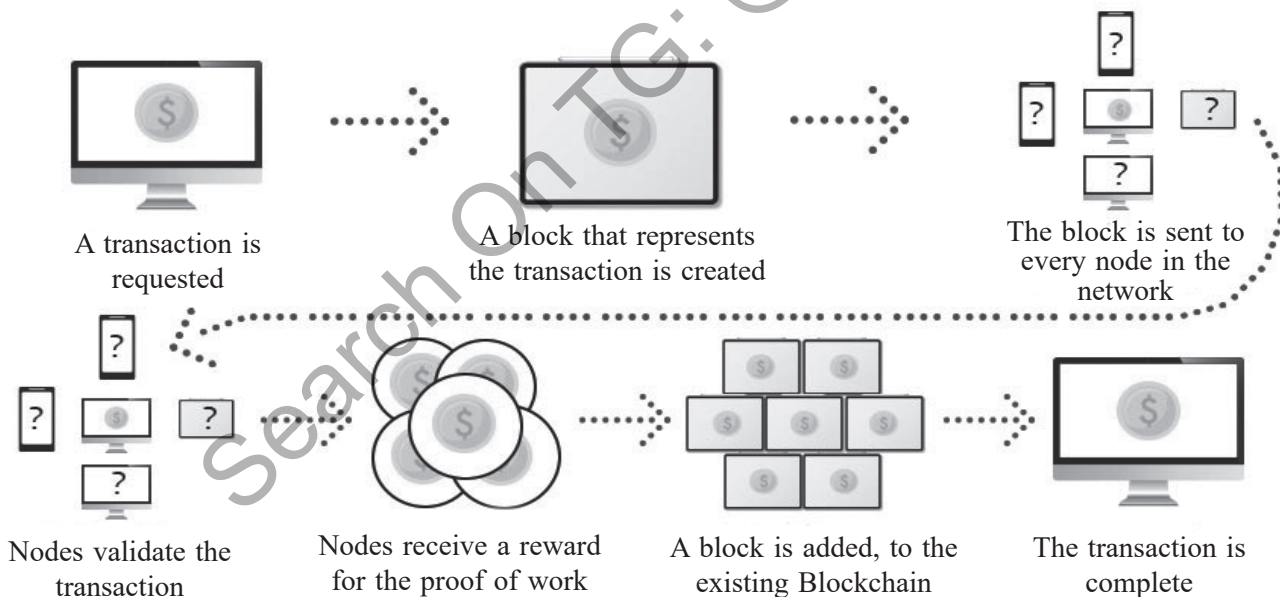 Search On TG:
A transaction is
requested
A block that represents
the transaction is created
?
?
?
?
The block is sent to
every node in the
network
?
?
?
?
Nodes validate the
transaction
Nodes receive a reward
for the proof of work
A block is added, to the
existing Blockchain
The transaction is
complete